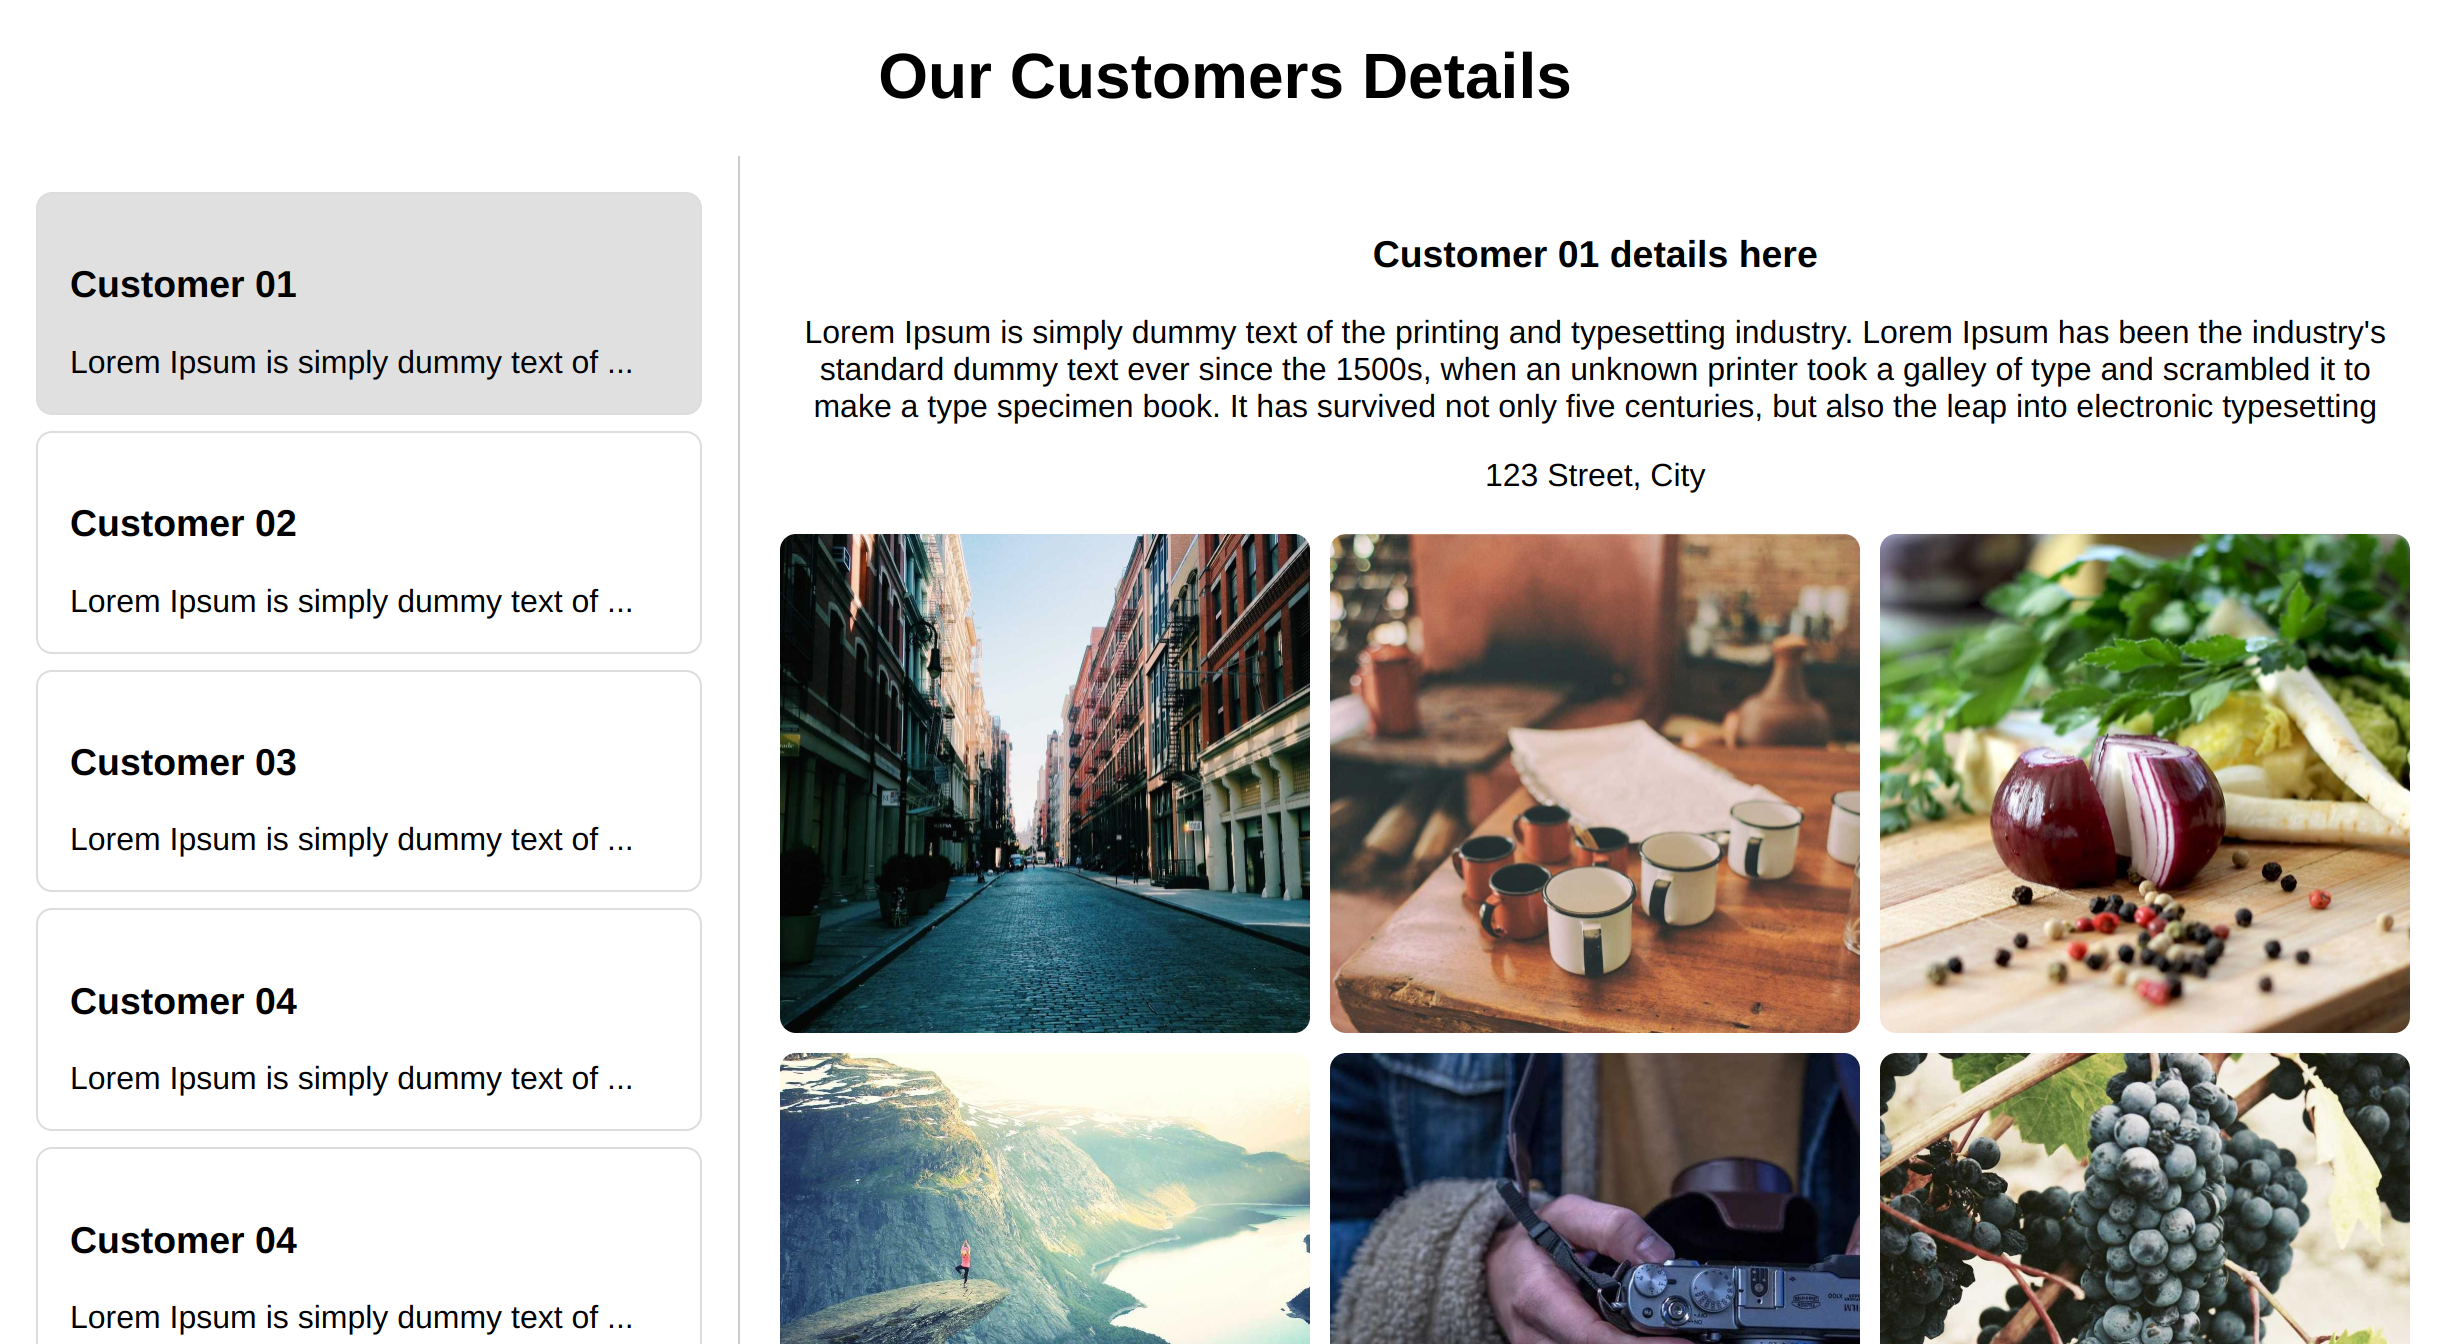 Our Customers Details
Customer 01
Lorem Ipsum is simply dummy text of ...
Customer 02
Lorem Ipsum is simply dummy text of ...
Customer 03
Lorem Ipsum is simply dummy text of ...
Customer 04
Lorem Ipsum is simply dummy text of ...
Customer 04
Lorem Ipsum is simply dummy text of ...
Customer 01 details here
Lorem Ipsum is simply dummy text of the printing and typesetting industry. Lorem Ipsum has been the industry's
standard dummy text ever since the 1500s, when an unknown printer took a galley of type and scrambled it to
make a type specimen book. It has survived not only five centuries, but also the leap into electronic typesetting
123 Street, City